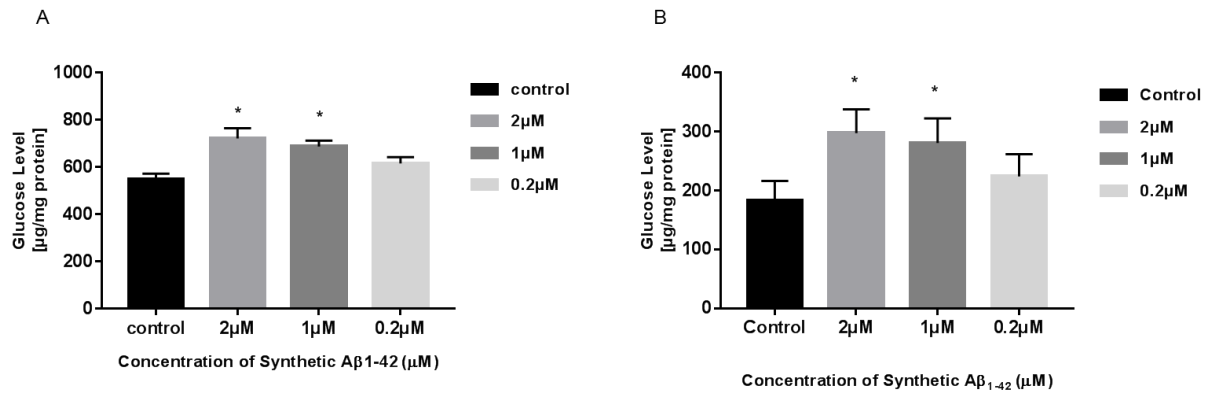 A
1000
800
600
400
200
0
Glucose Level
[µg/mg protein]
*
*
control
2µM
1µM
0.2µM
control
2µM
1µM
0.2µM
Concentration of Synthetic Aβ1-42 (µM)
B
400
300
200
100
0
Glucose Level
[µg/mg protein]
*
*
Control
2µM
1µM
0.2µM
Control
2µM
1µM
0.2µM
Concentration of Synthetic Aβ1-42 (µM)